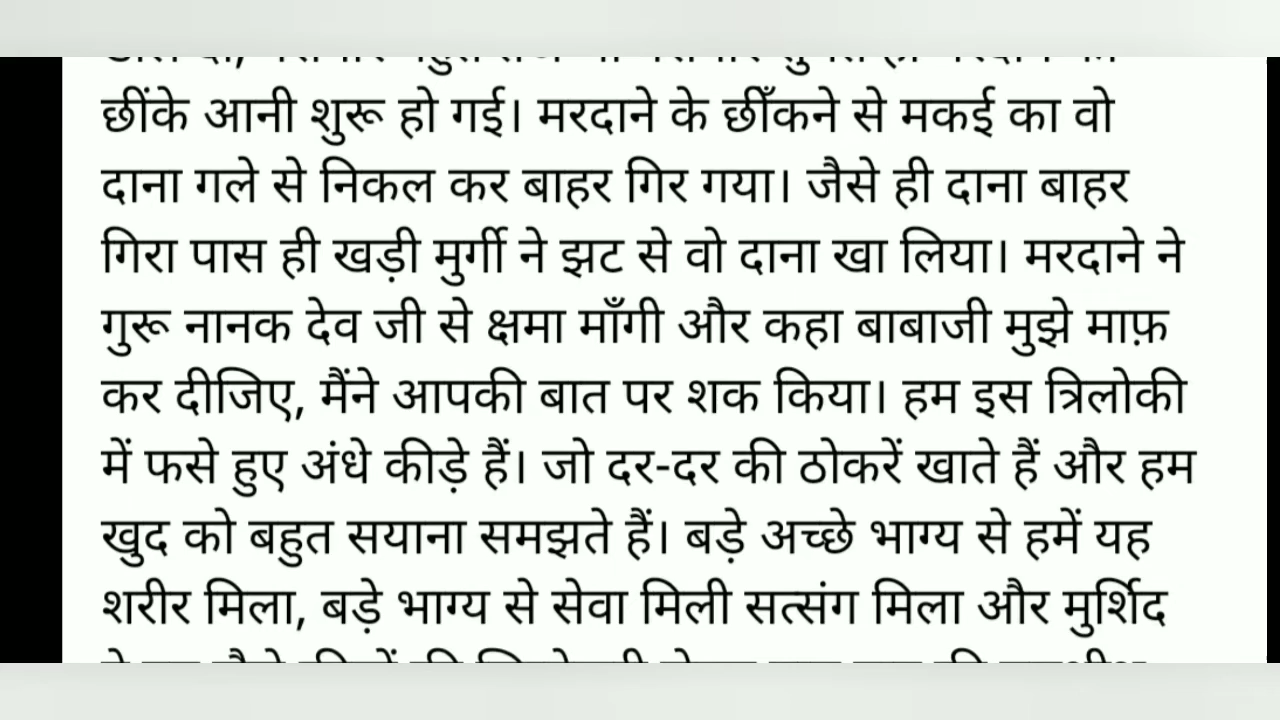 छींके आनी शुरू हो गई। मरदाने के छीँकने से मकई का वो
दाना गले से निकल कर बाहर गिर गया। जैसे ही दाना बाहर
गिरा पास ही खड़ी मुर्गी ने झट से वो दाना खा लिया। मरदाने ने
गुरू नानक देव जी से क्षमा माँगी और कहा बाबाजी मुझे माफ़
कर दीजिए, मैंने आपकी बात पर शक किया। हम इस त्रिलोकी
में फसे हुए अंधे कीड़े हैं। जो दर-दर की ठोकरें खाते हैं और हम
खुद को बहुत सयाना समझते हैं। बड़े अच्छे भाग्य से हमें यह
शरीर मिला, बड़े भाग्य से सेवा मिली सत्संग मिला और मुर्शिद